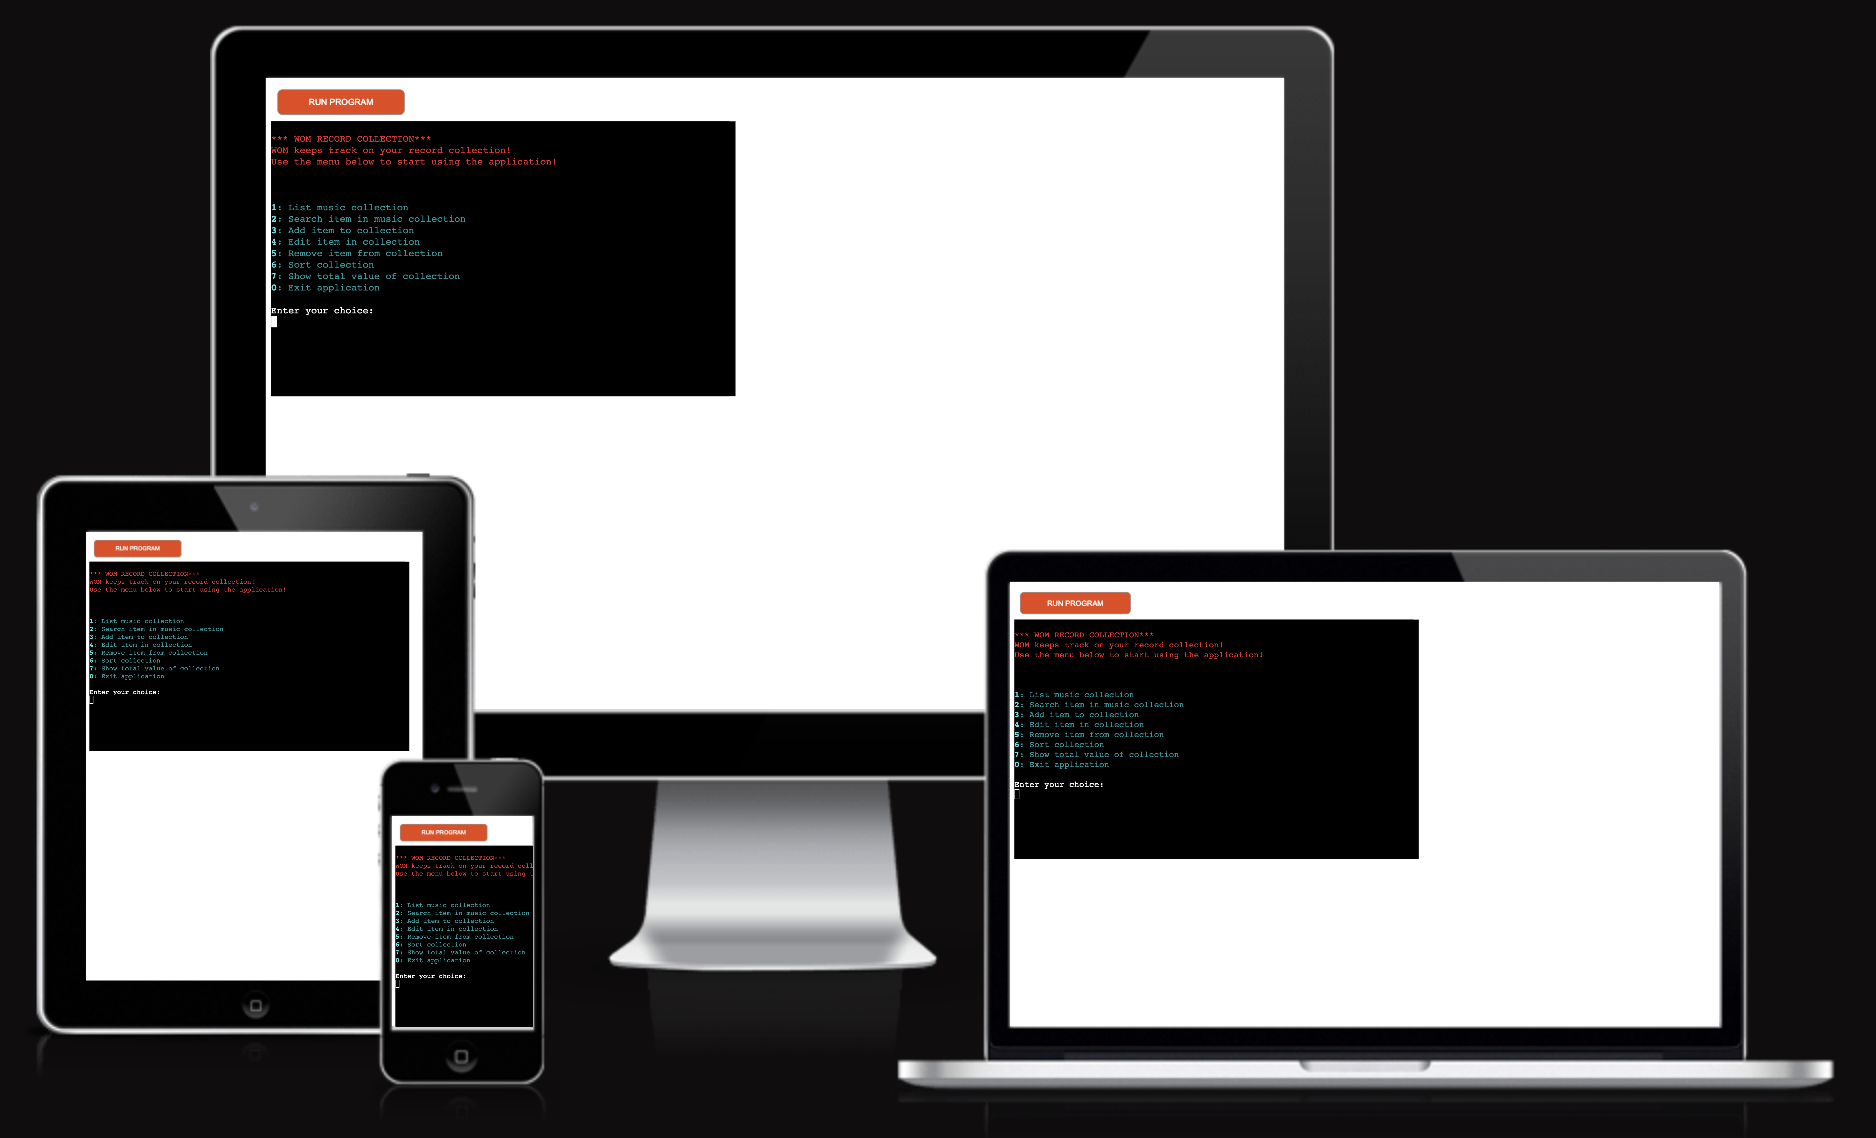 RUN PROGRAM
*** WOM RECORD COLLECTION***
WOM keeps track on your record collection!
Use the menu below to start using the application!
1: List music collection
2: Search item in music collection
3: Add item to collection
4: Edit item in collection
5: Remove item from collection
6: Sort collection
7: Show total value of collection
0: Exit application
Enter your choice:
RUN PROGRAM
*** WOM RECORD COLLECTION***
WOM keeps track on your record collection!
Use the menu below to start using the application!
1: List music collection
2: Search item in music collection
3: Add item to collection
4: Edit item in collection
5: Remove item from collection
6: Sort collection
7: Show total value of collection
0: Exit application
Enter your choice:
RUN PROGRAM
*** WOM RECORD COLLECTION***
WOM keeps track on your record coll
Use the menu below to start using t
1: List music collection
2: Search item in music collection
3: Add item to collection
4: Edit item in collection
5: Remove item from collection
6: Sort collection
7: Show total value of collection
0: Exit application
Enter your choice:
RUN PROGRAM
*** WOM RECORD COLLECTION***
WOM keeps track on your record collection!
Use the menu below to start using the application!
1: List music collection
2: Search item in music collection
3: Add item to collection
4: Edit item in collection
5: Remove item from collection
6: Sort collection
7: Show total value of collection
0: Exit application
Enter your choice: